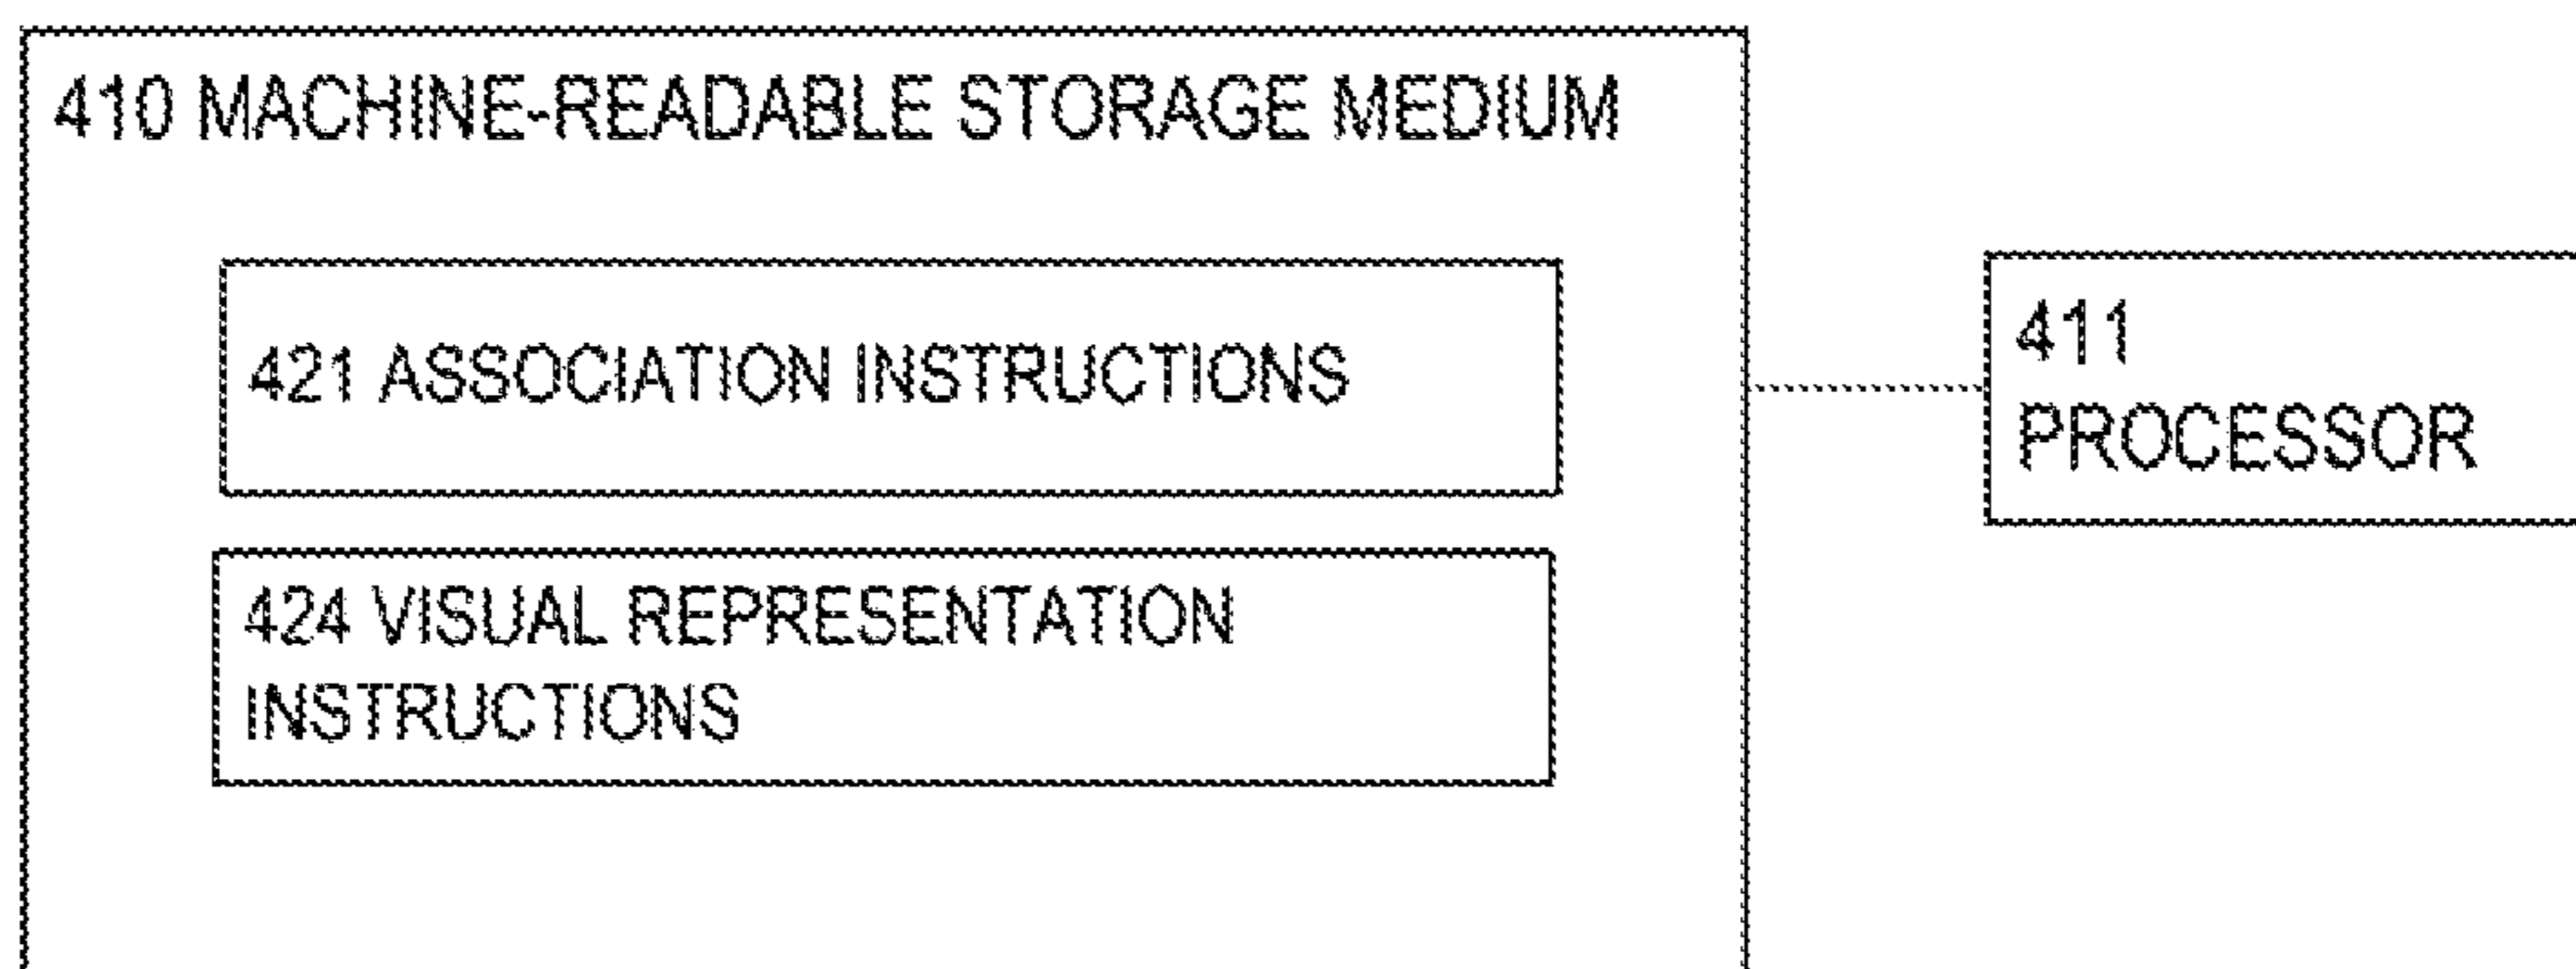 410 MACHINE-READABLE STORAGE MEDIUM
421 ASSOCIATION INSTRUCTIONS
424 VISUAL REPRESENTATION
INSTRUCTIONS
411
PROCESSOR